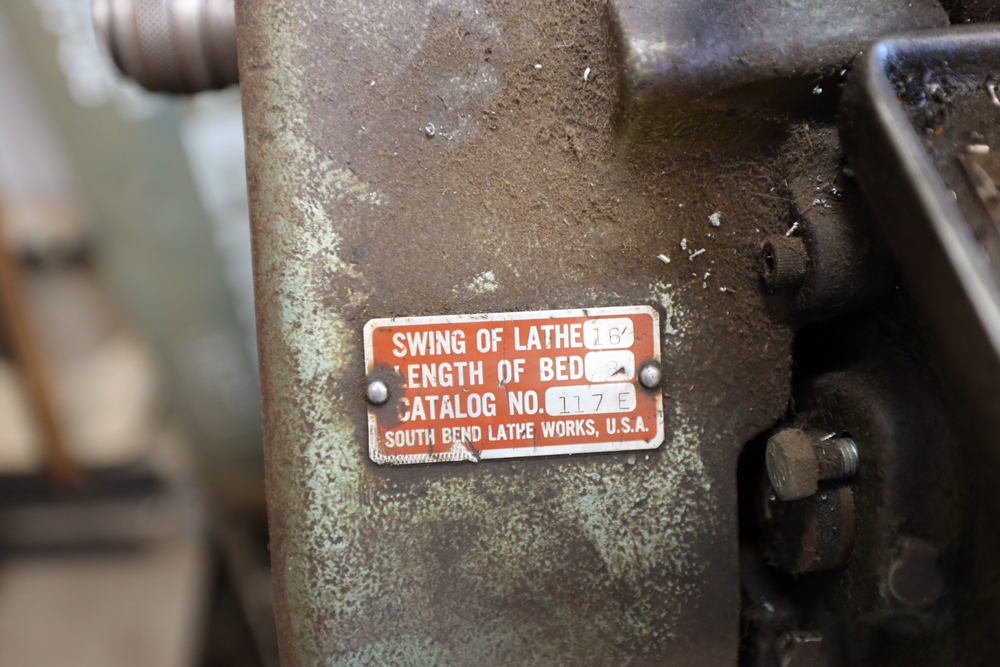 SWING OF LATHE 16"
LENGTH OF BED
CATALOG NO. 117 E
SOUTH BEND LATHE WORKS, U.S.A.